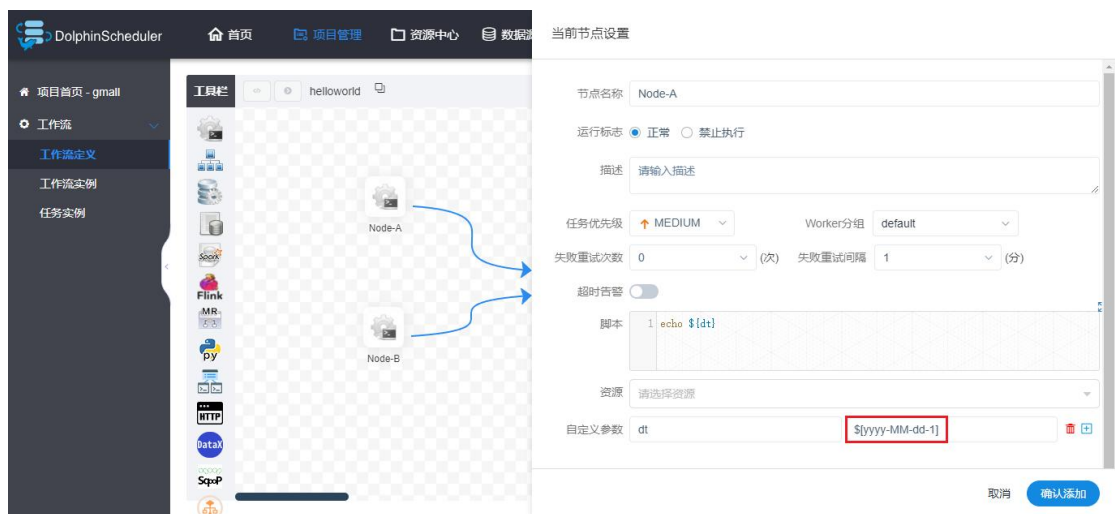 DolphinScheduler
首页
项目管理
资源中心
数据源
项目首页 - gmall
工作流
工作流定义
工作流实例
任务实例
工具栏
helloworld
Spark
Flink
MR
py
HTTP
DataX
Sqoop
Node-A
Node-B
当前节点设置
节点名称 Node-A
运行标志 正常 禁止执行
描述 请输入描述
任务优先级 MEDIUM Worker分组 default
失败重试次数 0 (次) 失败重试间隔 1 (分)
超时告警
脚本 1 echo ${dt}
资源 请选择资源
自定义参数 dt $[yyyy-MM-dd-1]
取消 确认添加